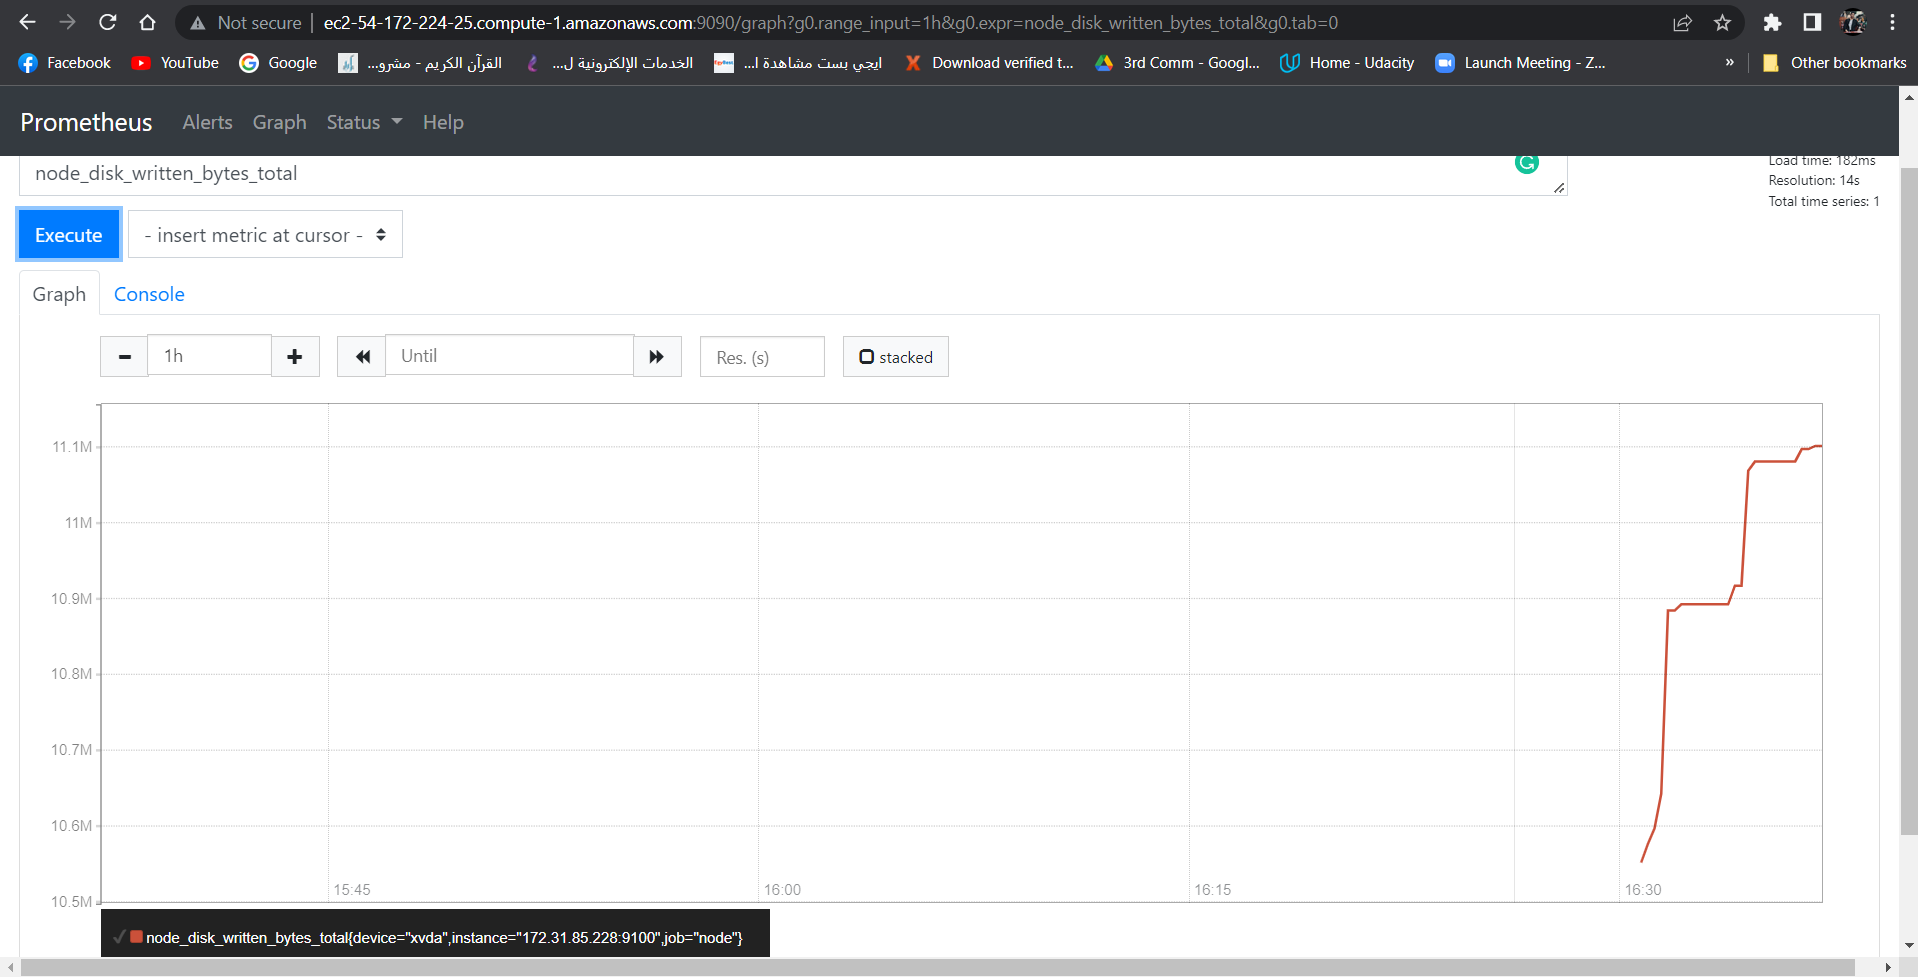 Not secure | ec2-54-172-224-25.compute-1.amazonaws.com:9090/graph?g0.range_input=1h&g0.expr=node_disk_written_bytes_total&g0.tab=0
Facebook YouTube Google القرآن الكريم - مشرو... الخدمات الإلكترونية ل... ايجي بست مشاهدة ا... Download verified t... 3rd Comm - Googl... Home - Udacity Launch Meeting - Z... » Other bookmarks
Prometheus Alerts Graph Status Help
node_disk_written_bytes_total
Load time: 182ms
Resolution: 14s
Total time series: 1
Execute - insert metric at cursor -
Graph Console
1h Until Res. (s) stacked
11.1M
11M
10.9M
10.8M
10.7M
10.6M
10.5M
15:45 16:00 16:15 16:30
node_disk_written_bytes_total{device="xvda",instance="172.31.85.228:9100",job="node"}